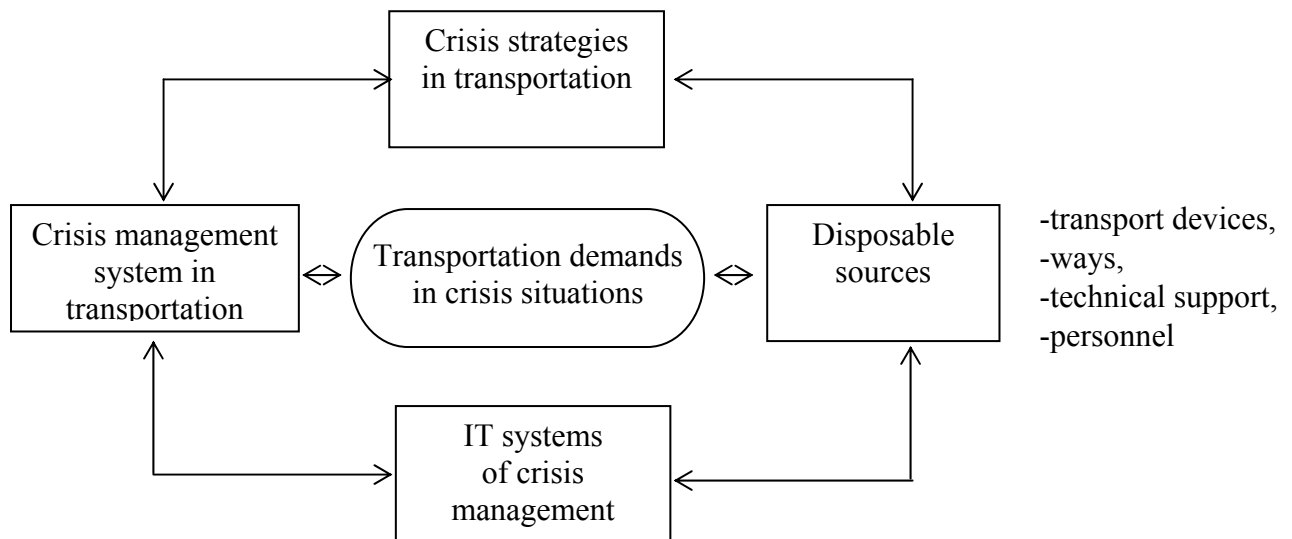 Crisis strategies
in transportation
Crisis management
system in
transportation
Transportation demands
in crisis situations
Disposable
sources
-transport devices,
-ways,
-technical support,
-personnel
IT systems
of crisis
management